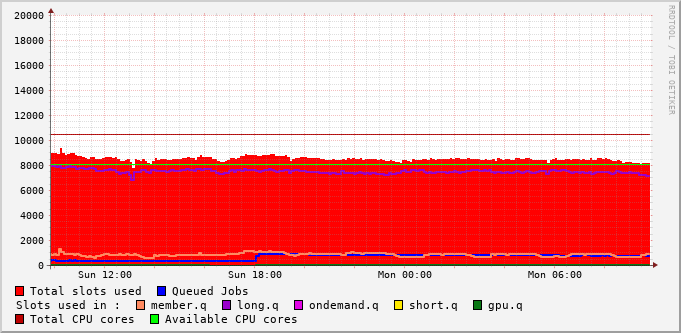 20000
18000
16000
14000
12000
10000
8000
6000
4000
2000
0
Sun 12:00 Sun 18:00 Mon 00:00 Mon 06:00
RRDTOOL / TOBI OETIKER
Total slots used Queued Jobs
Slots used in : member.q long.q ondemand.q short.q gpu.q
Total CPU cores Available CPU cores